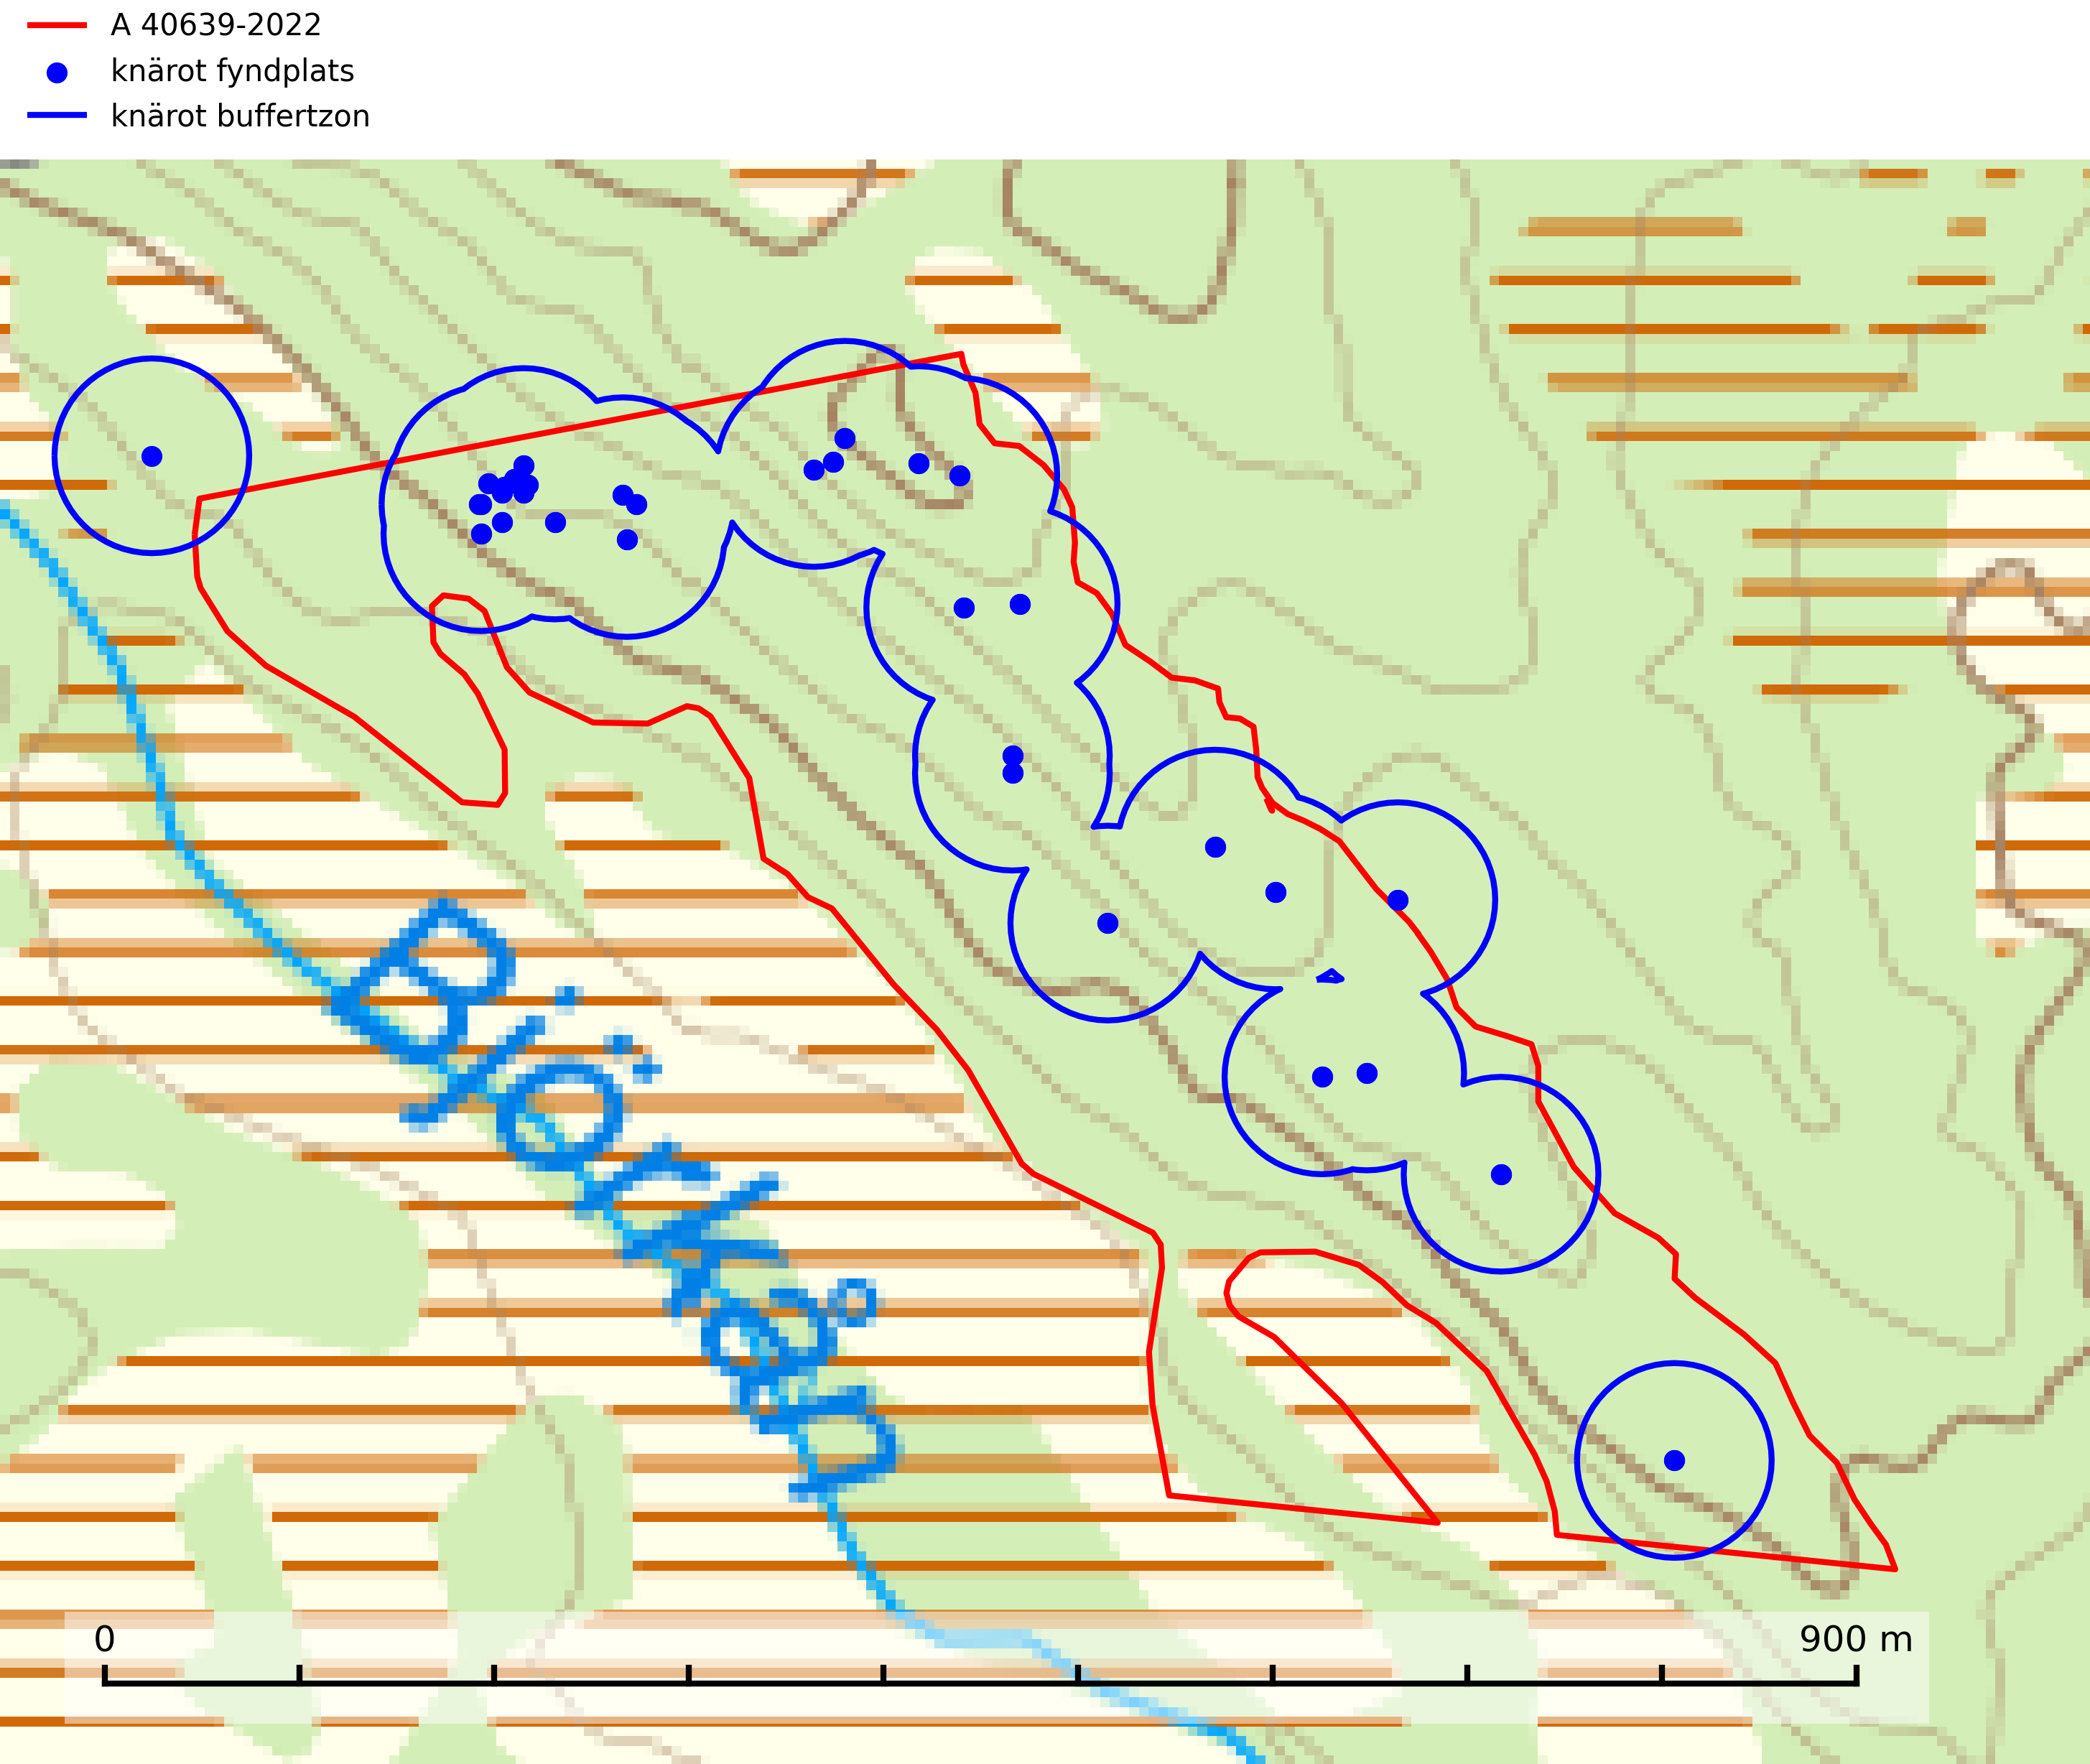 A 40639-2022
knärot fyndplats
knärot buffertzon
Björkån
0 900 m